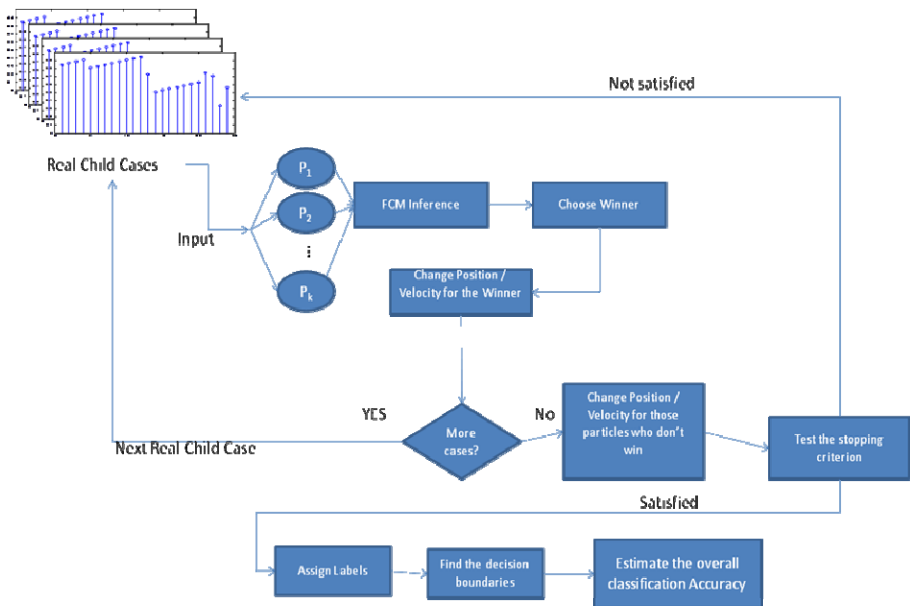 Not satisfied
Real Child Cases
P1
P2
⋮
Pk
Input
FCM Inference
Choose Winner
Change Position /
Velocity for the Winner
YES
No
More
cases?
Change Position /
Velocity for those
particles who don't
win
Test the stopping
criterion
Next Real Child Case
Satisfied
Assign Labels
Find the decision
boundaries
Estimate the overall
classification Accuracy